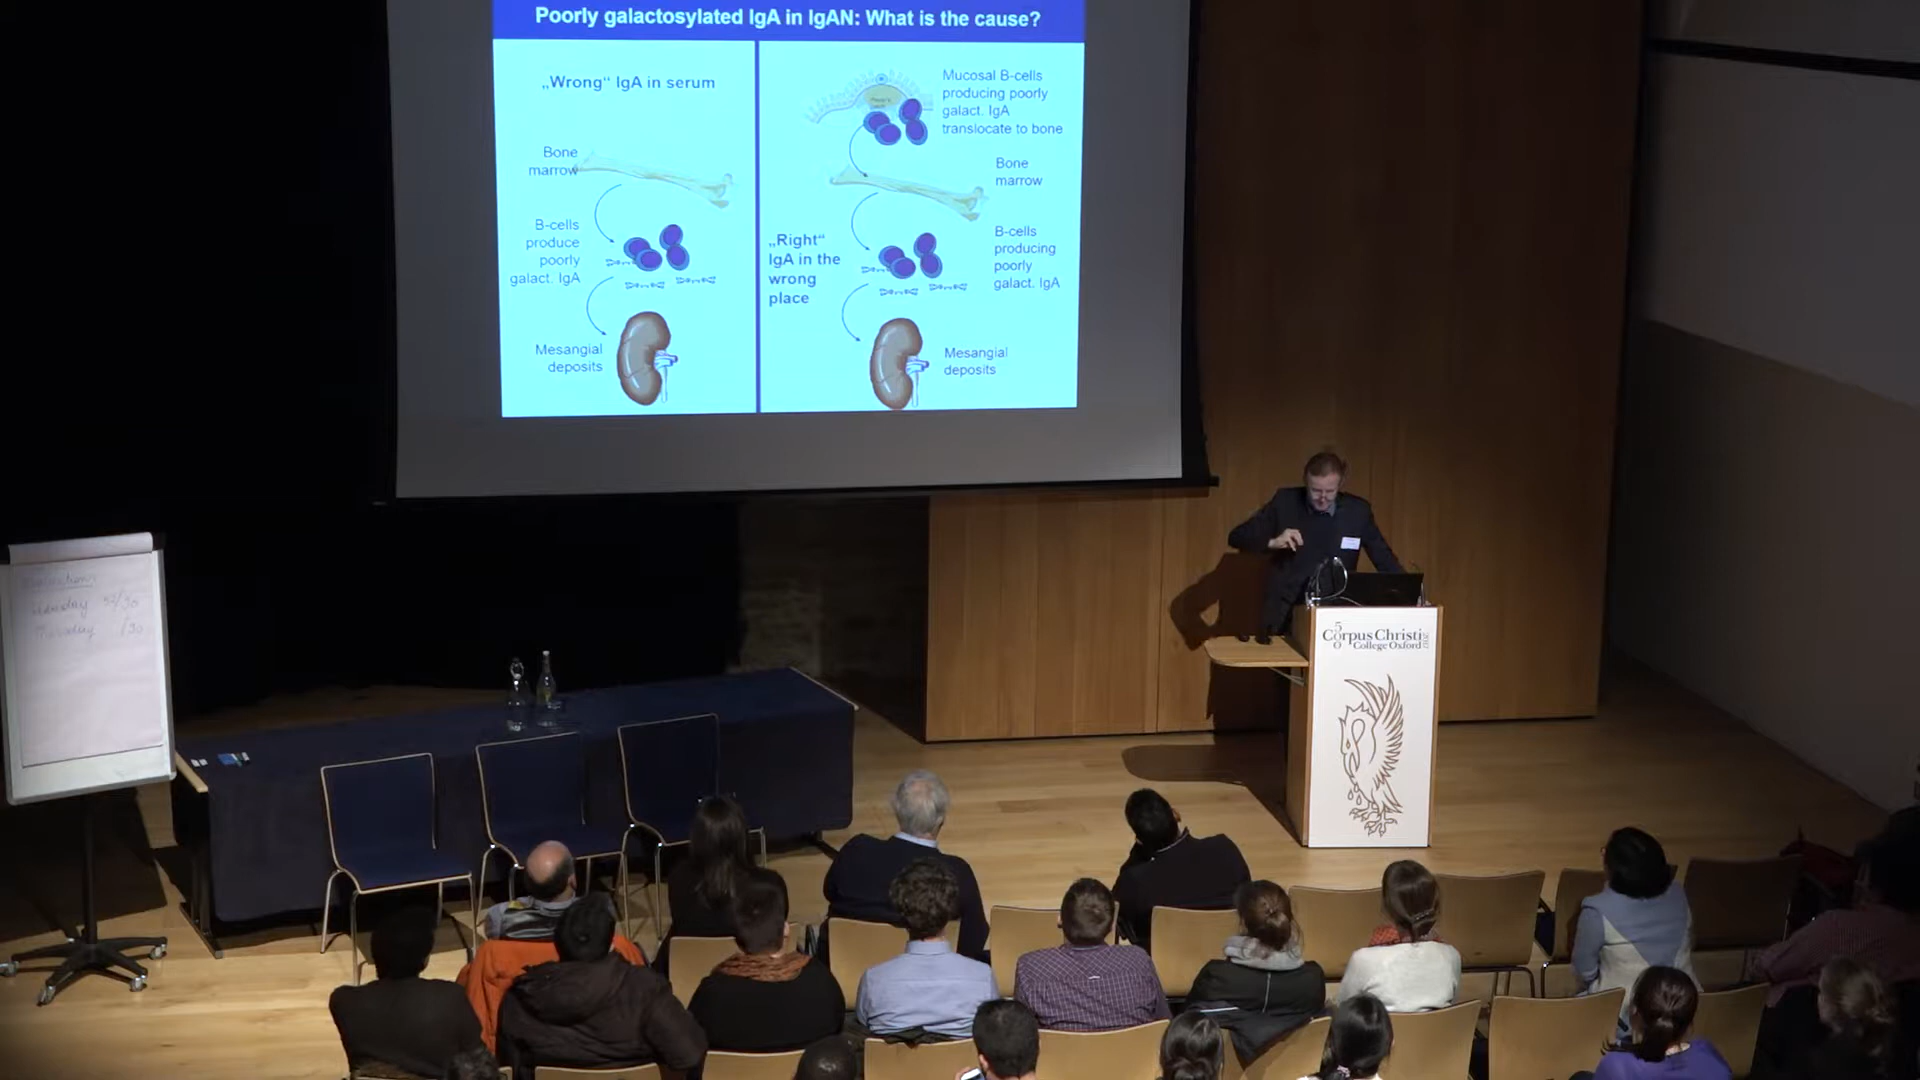 Poorly galactosylated IgA in IgAN: What is the cause?
„Wrong“ IgA in serum
Bone
marrow
B-cells
produce
poorly
galact. IgA
Mesangial
deposits
Mucosal B-cells
producing poorly
galact. IgA
translocate to bone
Bone
marrow
„Right“
IgA in the
wrong
place
B-cells
producing
poorly
galact. IgA
Mesangial
deposits
Corpus Christi
College Oxford
50
2017